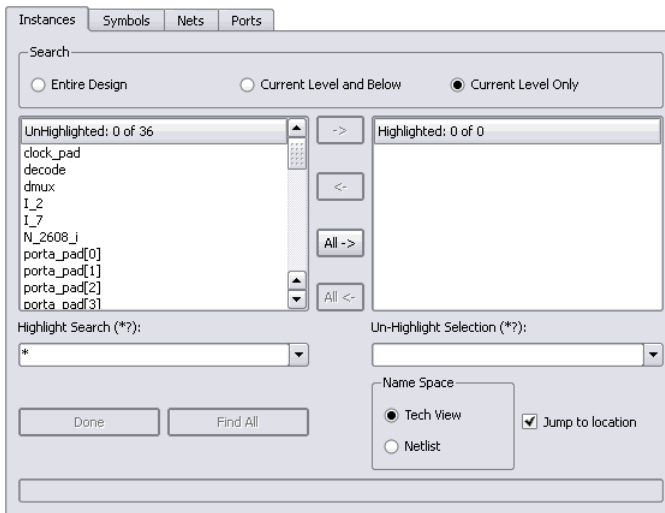 Instances Symbols Nets Ports
Search
Entire Design Current Level and Below Current Level Only
UnHighlighted: 0 of 36
clock_pad
decode
dmux
I_2
I_7
N_2608_i
porta_pad[0]
porta_pad[1]
porta_pad[2]
porta_pad[3]
->
<-
All ->
All <-
Highlighted: 0 of 0
Highlight Search (*?):
*
Un-Highlight Selection (*?):
Done Find All
Name Space
Tech View
Netlist
Jump to location